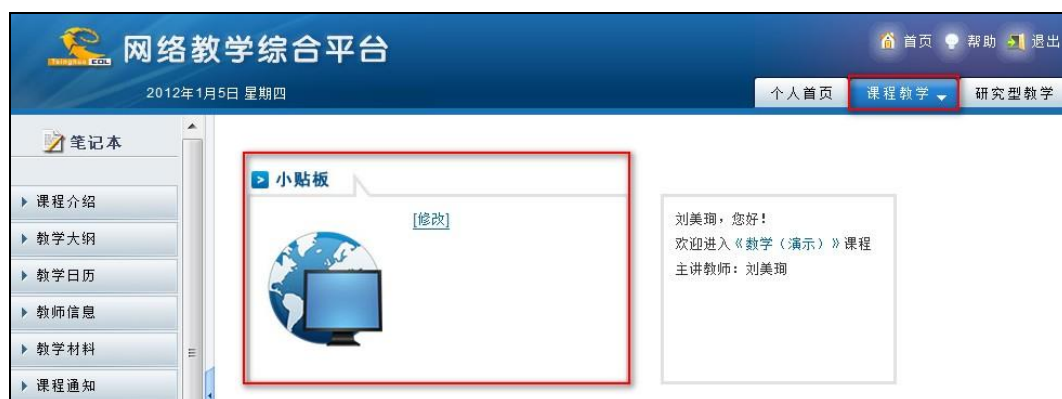 网络教学综合平台
首页 帮助 退出
2012年1月5日 星期四
个人首页 课程教学 研究型教学
笔记本
小贴板
课程介绍
[修改]
刘美珣,您好!
教学大纲
欢迎进入《数学(演示)》课程
教学日历
主讲教师:刘美珣
教师信息
教学材料
课程通知